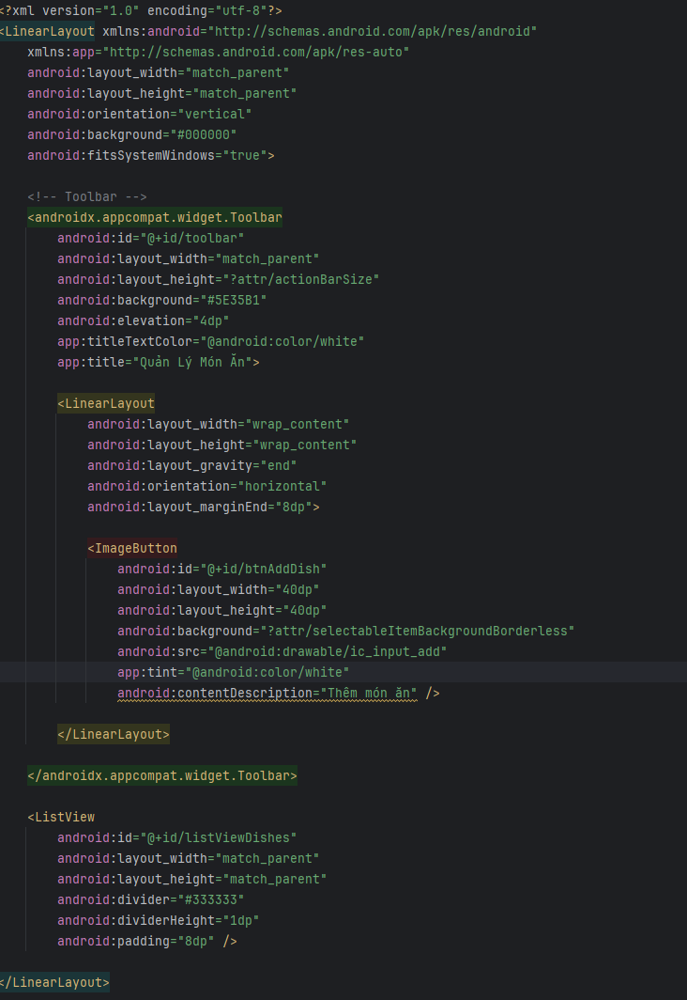 <?xml version="1.0" encoding="utf-8"?>
<LinearLayout xmlns:android="http://schemas.android.com/apk/res/android"
    xmlns:app="http://schemas.android.com/apk/res-auto"
    android:layout_width="match_parent"
    android:layout_height="match_parent"
    android:orientation="vertical"
    android:background="#000000"
    android:fitsSystemWindows="true">

    <!-- Toolbar -->
    <androidx.appcompat.widget.Toolbar
        android:id="@+id/toolbar"
        android:layout_width="match_parent"
        android:layout_height="?attr/actionBarSize"
        android:background="#5E35B1"
        android:elevation="4dp"
        app:titleTextColor="@android:color/white"
        app:title="Quản Lý Món Ăn">

        <LinearLayout
            android:layout_width="wrap_content"
            android:layout_height="wrap_content"
            android:layout_gravity="end"
            android:orientation="horizontal"
            android:layout_marginEnd="8dp">

            <ImageButton
                android:id="@+id/btnAddDish"
                android:layout_width="40dp"
                android:layout_height="40dp"
                android:background="?attr/selectableItemBackgroundBorderless"
                android:src="@android:drawable/ic_input_add"
                app:tint="@android:color/white"
                android:contentDescription="Thêm món ăn" />

        </LinearLayout>

    </androidx.appcompat.widget.Toolbar>

    <ListView
        android:id="@+id/listViewDishes"
        android:layout_width="match_parent"
        android:layout_height="match_parent"
        android:divider="#333333"
        android:dividerHeight="1dp"
        android:padding="8dp" />

</LinearLayout>